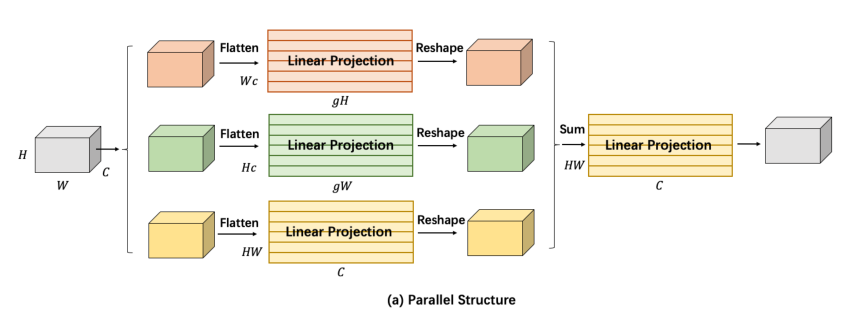 Flatten
Wc
Linear Projection
gH
Reshape
H
W
C
Flatten
Hc
Linear Projection
gW
Reshape
Flatten
HW
Linear Projection
C
Reshape
Sum
HW
Linear Projection
C
(a) Parallel Structure